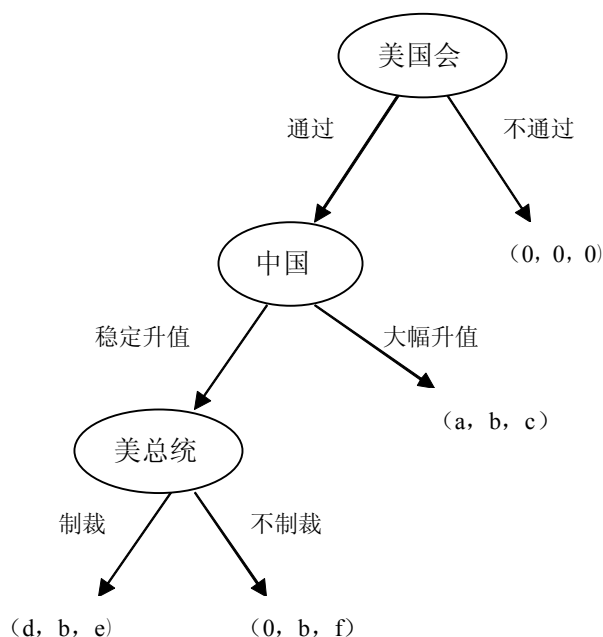 美国会
通过
不通过
（0，0，0）
中国
稳定升值
大幅升值
（a，b，c）
美总统
制裁
不制裁
（d，b，e）
（0，b，f）